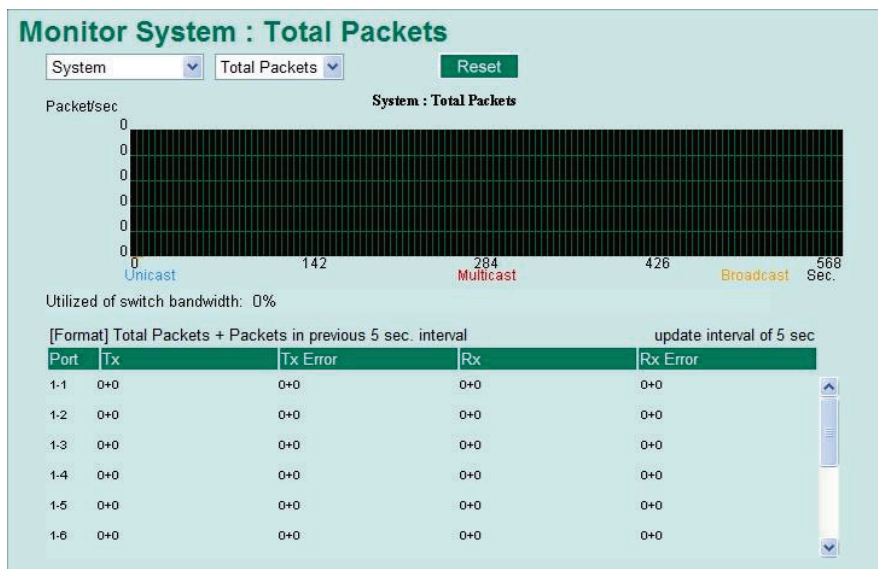 Monitor System : Total Packets
System Total Packets Reset
Packet/sec System : Total Packets
0
0
0
0
0
0
0 142 284 426 568
Unicast Multicast Broadcast Sec.
Utilized of switch bandwidth: 0%
[Format] Total Packets + Packets in previous 5 sec. interval update interval of 5 sec
Port Tx Tx Error Rx Rx Error
1-1 0+0 0+0 0+0 0+0
1-2 0+0 0+0 0+0 0+0
1-3 0+0 0+0 0+0 0+0
1-4 0+0 0+0 0+0 0+0
1-5 0+0 0+0 0+0 0+0
1-6 0+0 0+0 0+0 0+0